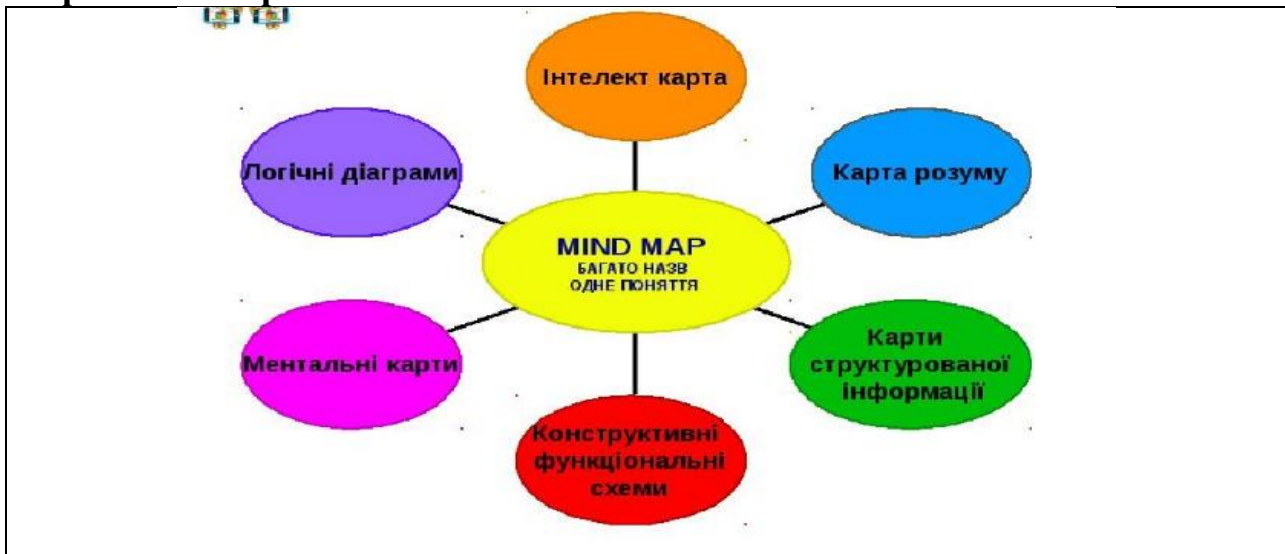 Інтелект карта
Логічні діаграми
Карта розуму
MIND MAP
БАГАТО НАЗВ
ОДНЕ ПОНЯТТЯ
Ментальні карти
Карти
структурованої
інформації
Конструктивні
функціональні
схеми